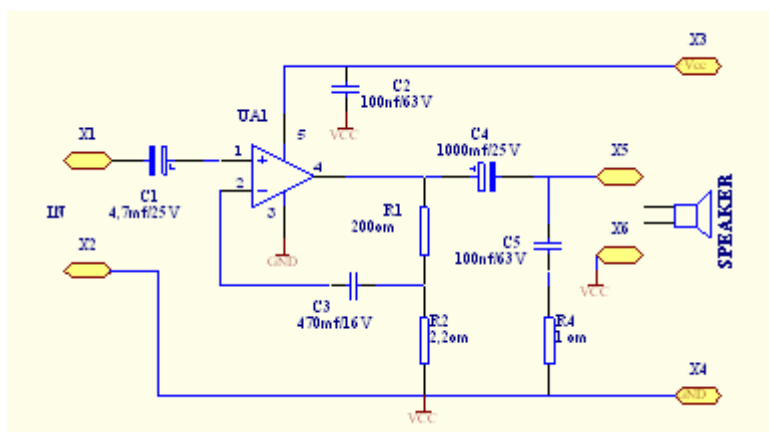 X3
Vcc
C2
100nf/63V
VCC
UA1
5
X1
1
4
2
3
C1
4,7mf/25V
IN
X2
GND
C4
1000mf/25V
X5
R1
200om
X6
C5
100nf/63V
VCC
SPEAKER
C3
470mf/16V
R2
2,2om
R4
1 om
X4
GND
VCC